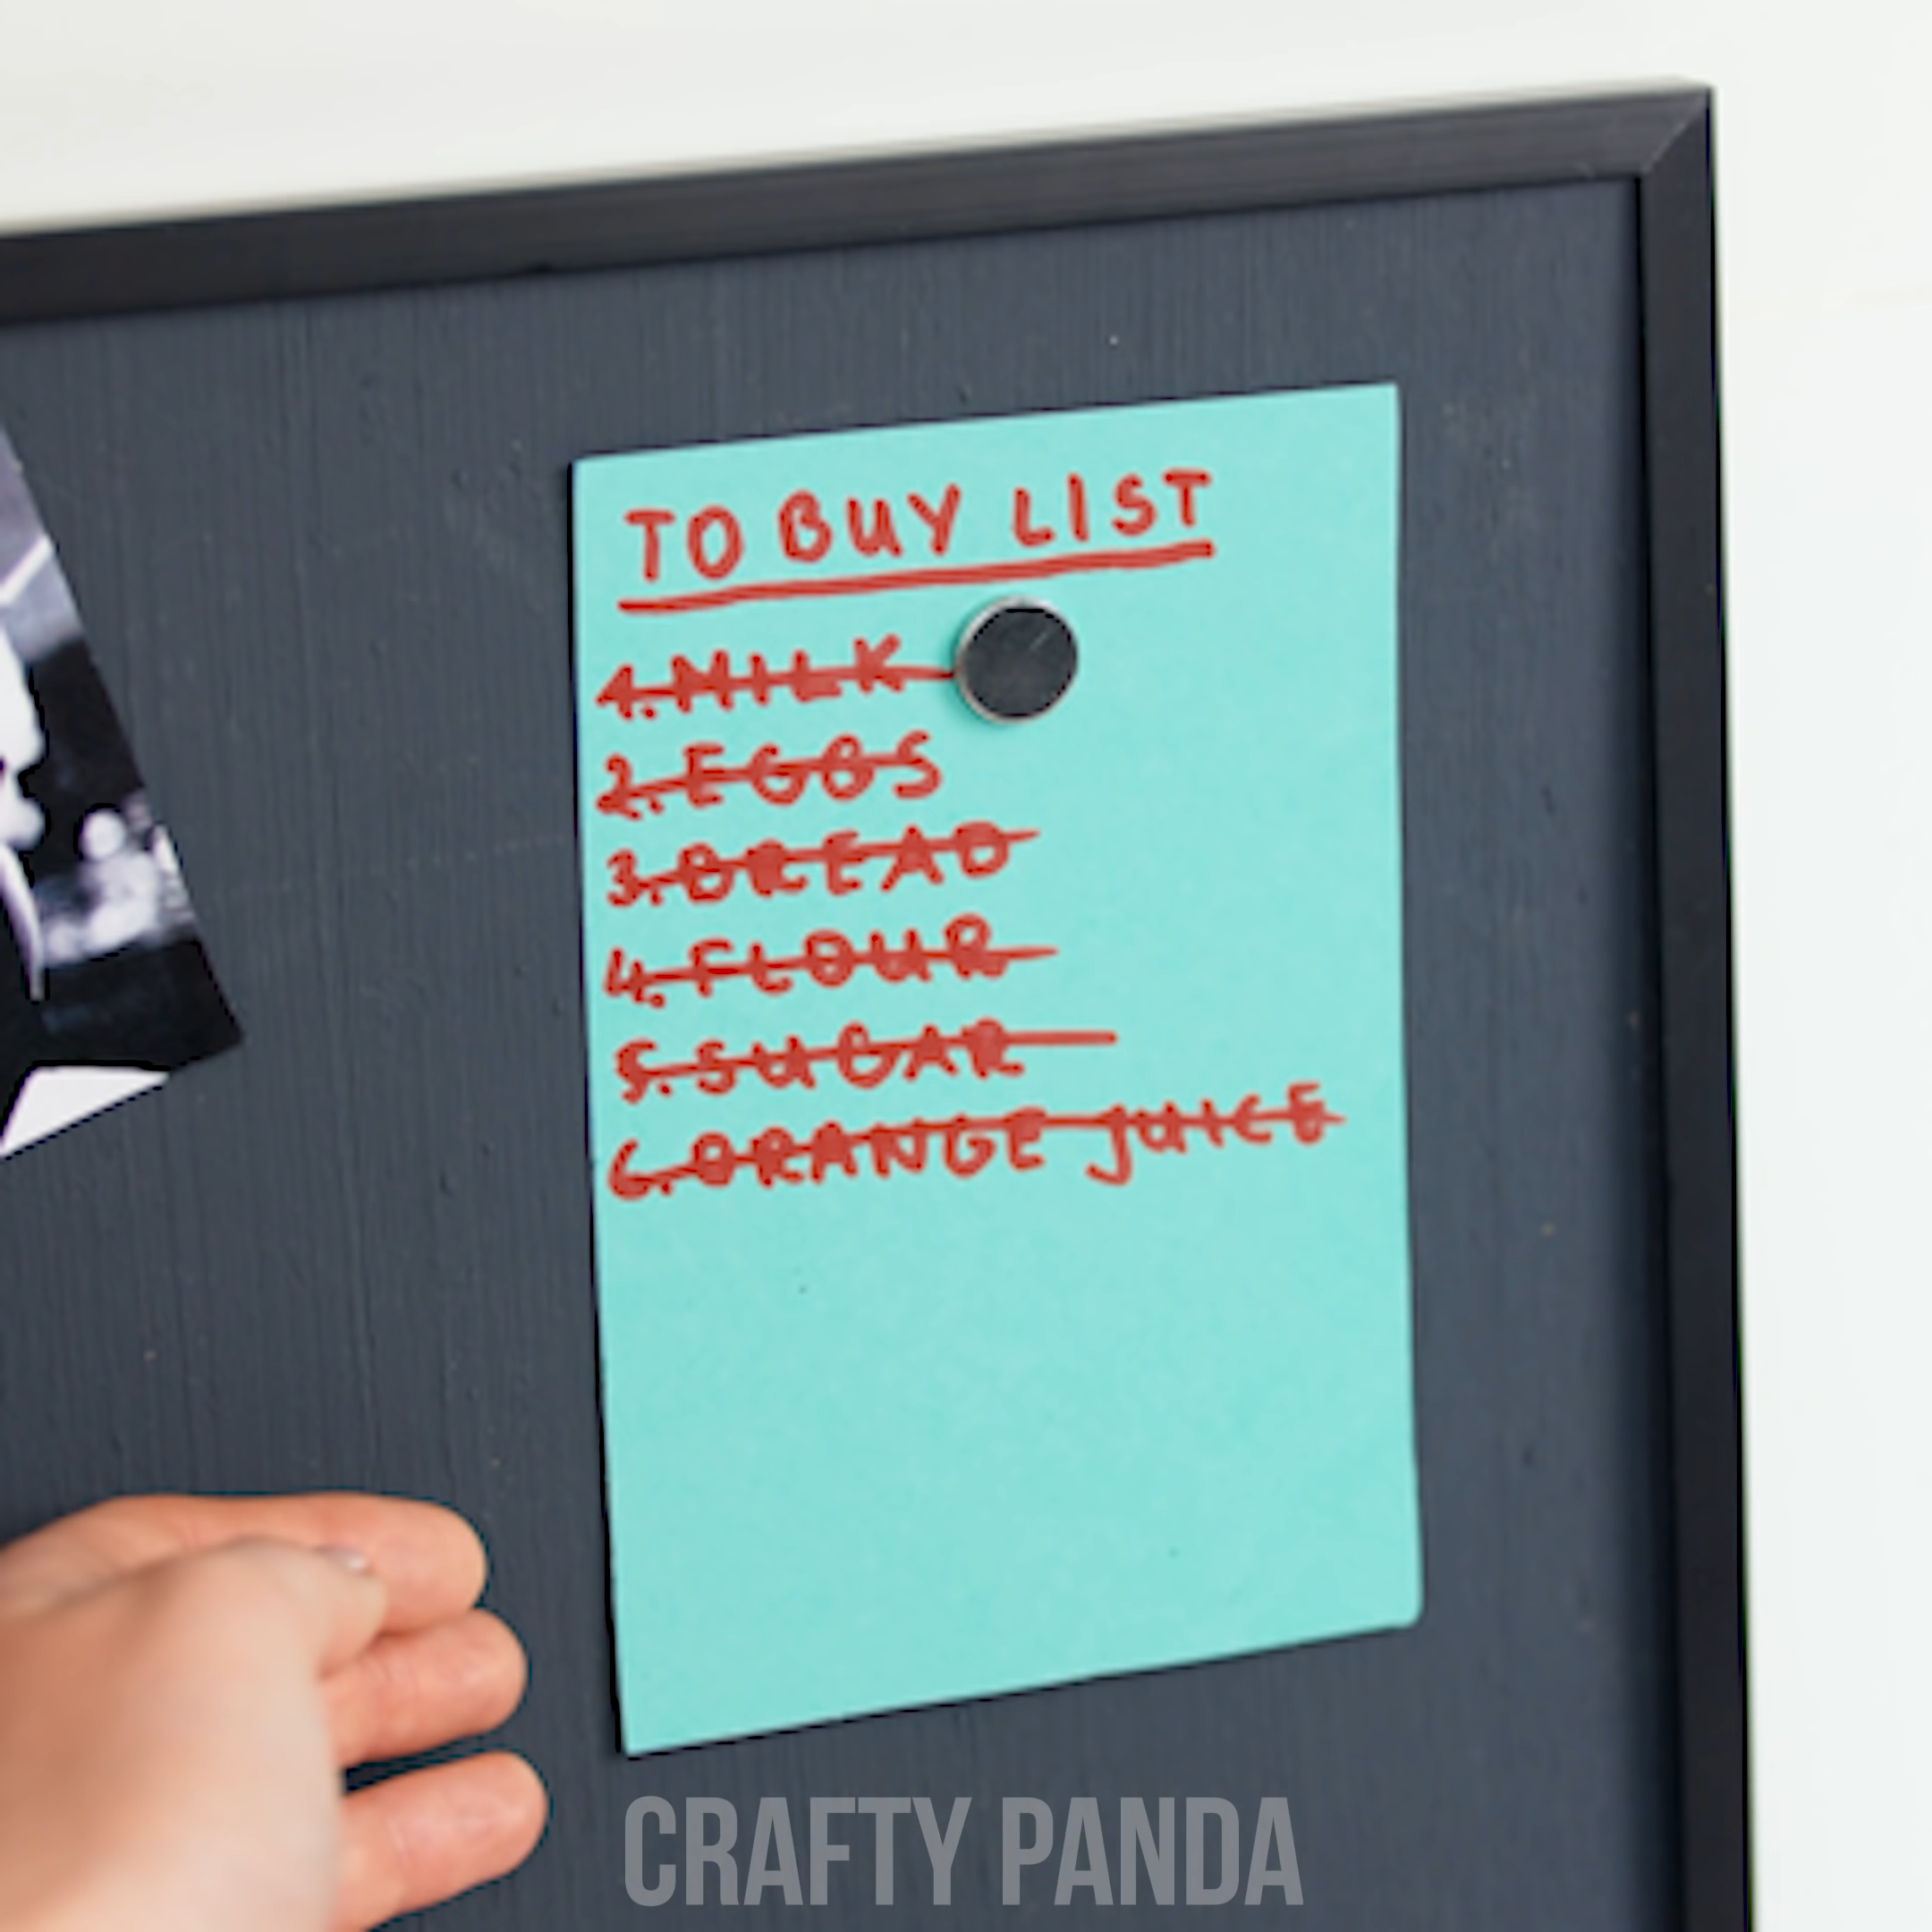 TO BUY LIST
1. MILK
2. EGGS
3. BREAD
4. FLOUR
5. SUGAR
6. ORANGE JUICE
CRAFTY PANDA